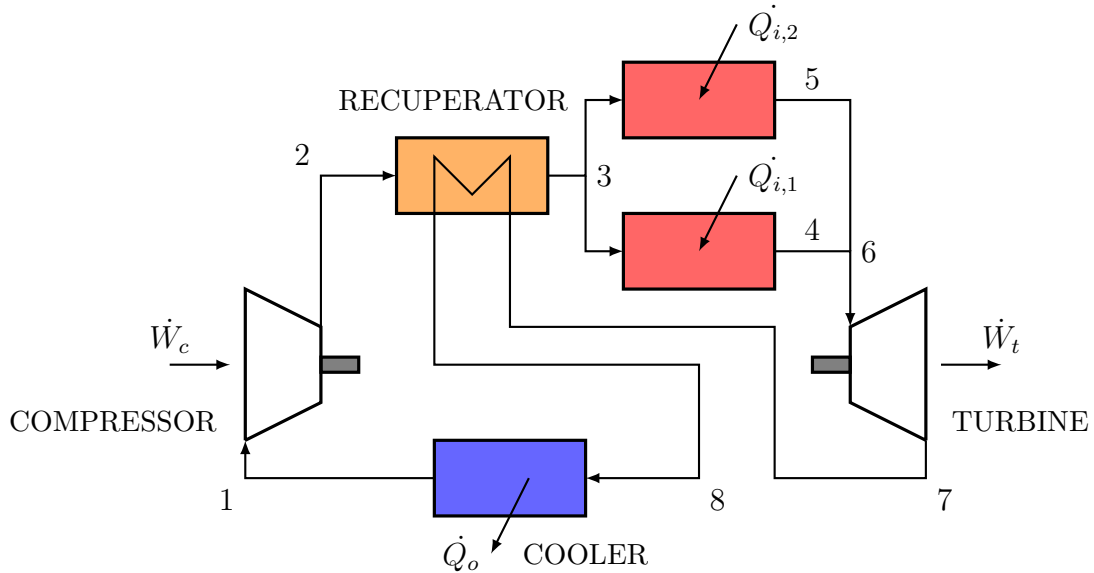 Q̇i,2
5
RECUPERATOR
2
3
Q̇i,1
4
6
Ẇc
Ẇt
COMPRESSOR
TURBINE
1
8
7
Q̇o
COOLER